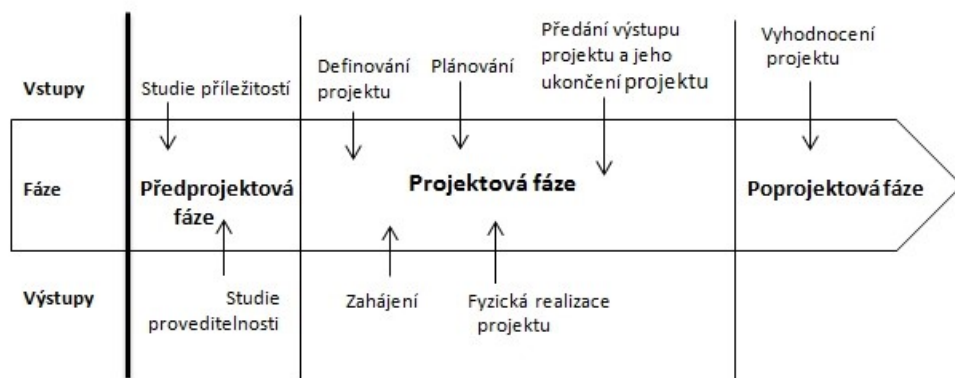 Vstupy
Studie příležitostí
Definování
projektu
Plánování
Předání výstupu
projektu a jeho
ukončení projektu
Vyhodnocení
projektu
Fáze
Předprojektová
fáze
Projektová fáze
Poprojektová fáze
Výstupy
Studie
proveditelnosti
Zahájení
Fyzická realizace
projektu